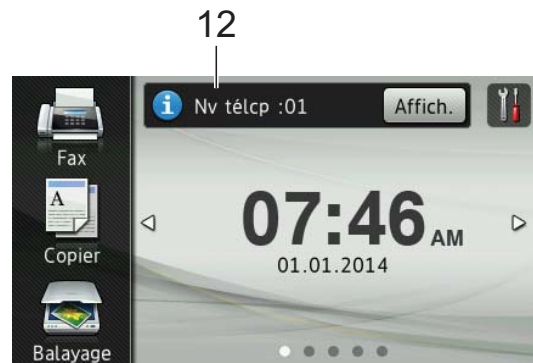 12
Nv télcp :01
Affich.
Fax
A
Copier
07:46 AM
01.01.2014
Balayage